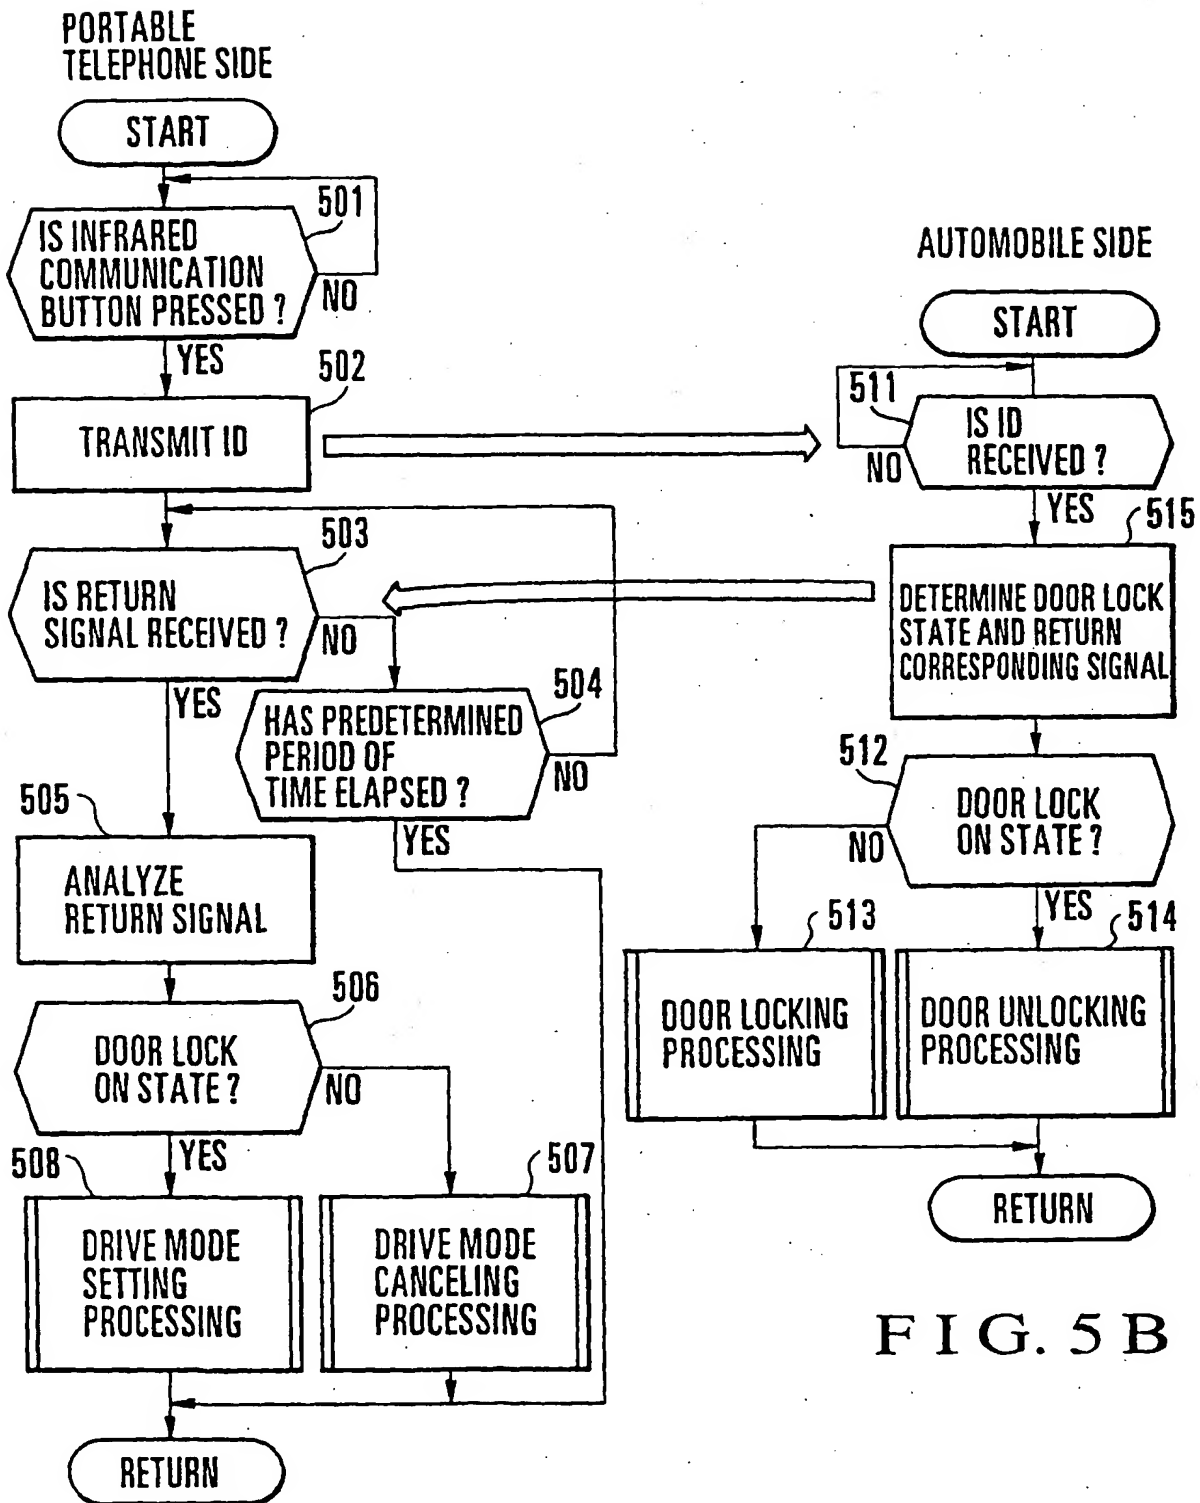 PORTABLE
TELEPHONE SIDE
START
501
IS INFRARED
COMMUNICATION
BUTTON PRESSED ?
NO
YES
502
TRANSMIT ID
503
IS RETURN
SIGNAL RECEIVED ?
NO
YES
504
HAS PREDETERMINED
PERIOD OF
TIME ELAPSED ?
NO
YES
505
ANALYZE
RETURN SIGNAL
506
DOOR LOCK
ON STATE ?
NO
YES
508
DRIVE MODE
SETTING
PROCESSING
507
DRIVE MODE
CANCELING
PROCESSING
RETURN
AUTOMOBILE SIDE
START
511
IS ID
RECEIVED ?
NO
YES
515
DETERMINE DOOR LOCK
STATE AND RETURN
CORRESPONDING SIGNAL
512
DOOR LOCK
ON STATE ?
NO
YES
513
DOOR LOCKING
PROCESSING
514
DOOR UNLOCKING
PROCESSING
RETURN
FIG. 5B